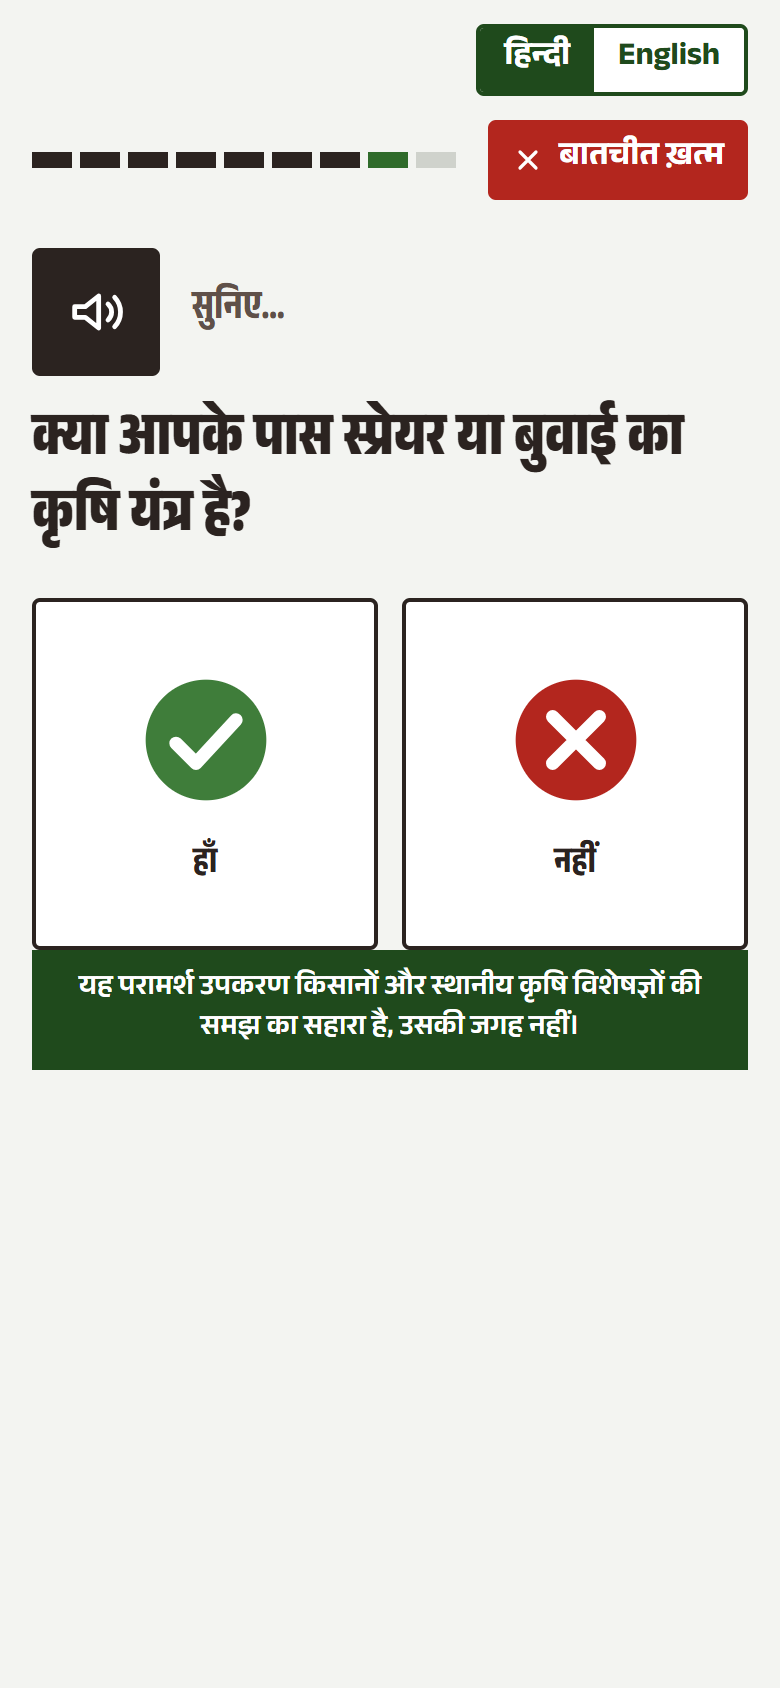 हिन्दी English
बातचीत ख़त्म
सुनिए...
क्या आपके पास स्प्रेयर या बुवाई का
कृषि यंत्र है?
हाँ
नहीं
यह परामर्श उपकरण किसानों और स्थानीय कृषि विशेषज्ञों की
समझ का सहारा है, उसकी जगह नहीं।